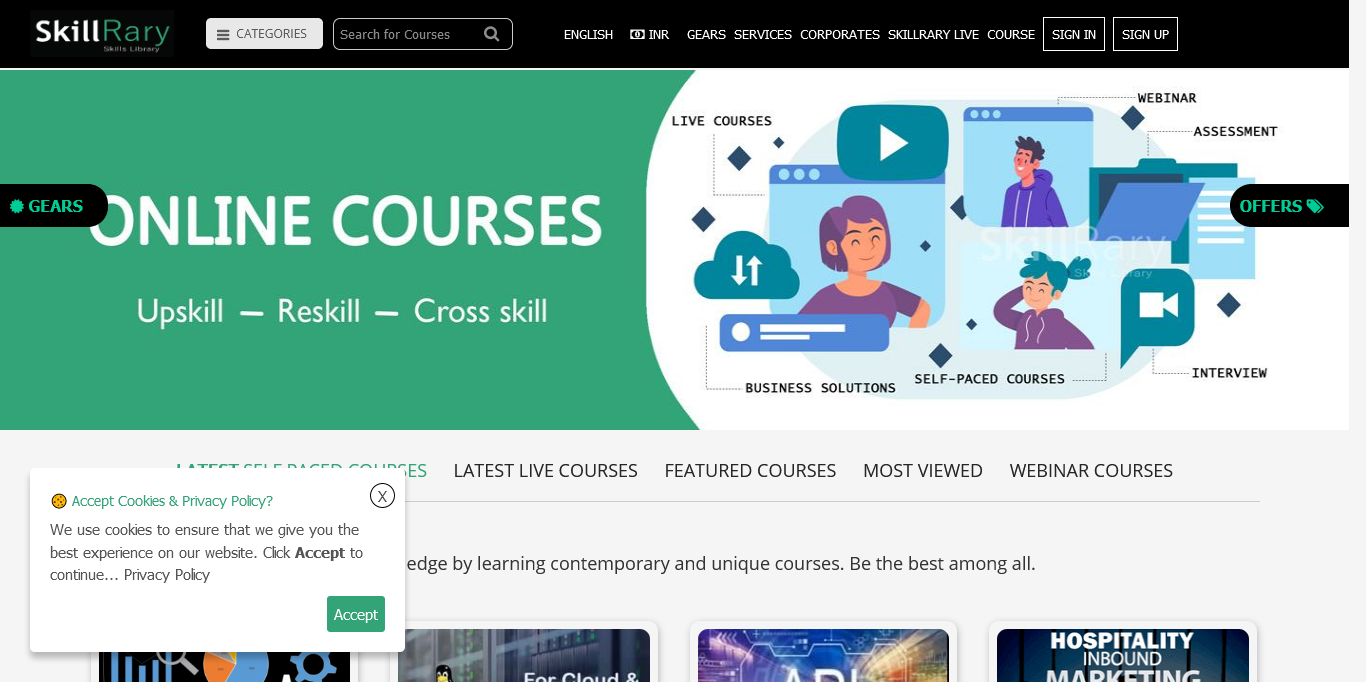 SkillRary
Skills Library
CATEGORIES
Search for Courses
ENGLISH INR GEARS SERVICES CORPORATES SKILLRARY LIVE COURSE SIGN IN SIGN UP
WEBINAR
LIVE COURSES
ASSESSMENT
GEARS
OFFERS
ONLINE COURSES
SkillRary
Upskill — Reskill — Cross skill
INTERVIEW
SELF-PACED COURSES
BUSINESS SOLUTIONS
LATEST SELF PACED COURSES LATEST LIVE COURSES FEATURED COURSES MOST VIEWED WEBINAR COURSES
Accept Cookies & Privacy Policy?
X
We use cookies to ensure that we give you the
best experience on our website. Click Accept to
continue... Privacy Policy
Accept
edge by learning contemporary and unique courses. Be the best among all.
For Cloud &
API
HOSPITALITY
INBOUND
MARKETING